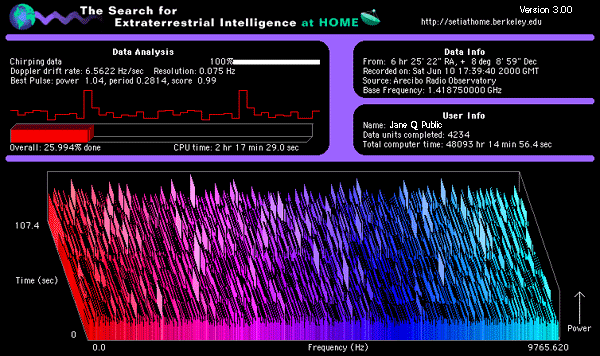 The Search for
Extraterrestrial Intelligence at HOME
Version 3.00
http://setiathome.berkeley.edu
Data Analysis
Chirping data 100%
Doppler drift rate: 6.5622 Hz/sec Resolution: 0.075 Hz
Best Pulse: power 1.04, period 0.2814, score 0.99
Overall: 25.994% done CPU time: 2 hr 17 min 29.0 sec
Data Info
From: 6 hr 25' 22" RA, + 8 deg 8' 59" Dec
Recorded on: Sat Jun 10 17:39:40 2000 GMT
Source: Arecibo Radio Observatory
Base Frequency: 1.418750000 GHz
User Info
Name: Jane Q. Public
Data units completed: 4234
Total computer time: 48093 hr 14 min 56.4 sec
107.4
Time (sec)
0
0.0
Frequency (Hz)
9765.620
Power